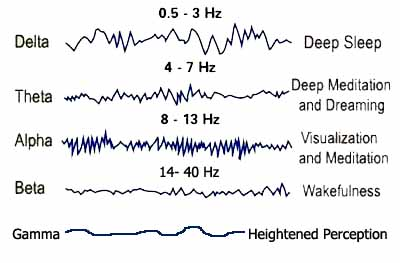 0.5 - 3 Hz
Delta Deep Sleep
4 - 7 Hz
Theta Deep Meditation
and Dreaming
8 - 13 Hz
Alpha Visualization
and Meditation
14- 40 Hz
Beta Wakefulness
Gamma Heightened Perception